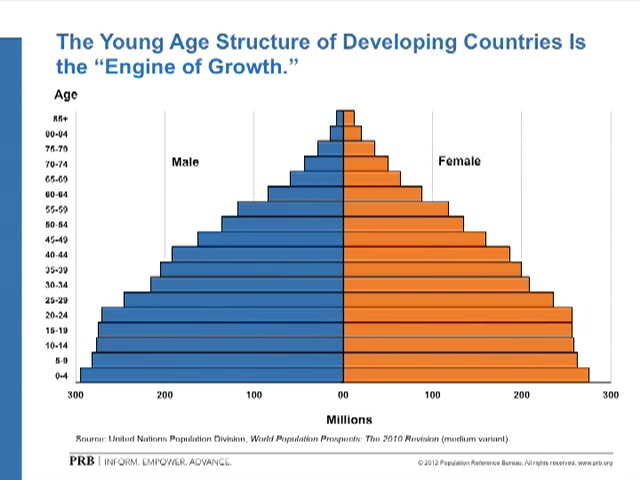 The Young Age Structure of Developing Countries Is
the “Engine of Growth.”
Age
85+
80-84
75-79
70-74
65-69
60-64
55-59
50-54
45-49
40-44
35-39
30-34
25-29
20-24
15-19
10-14
5-9
0-4
Male
Female
300 200 100 00 100 200 300
Millions
Source: United Nations Population Division, World Population Prospects: The 2010 Revision (medium variant)
PRB | INFORM. EMPOWER. ADVANCE.
© 2012 Population Reference Bureau. All rights reserved. www.prb.org